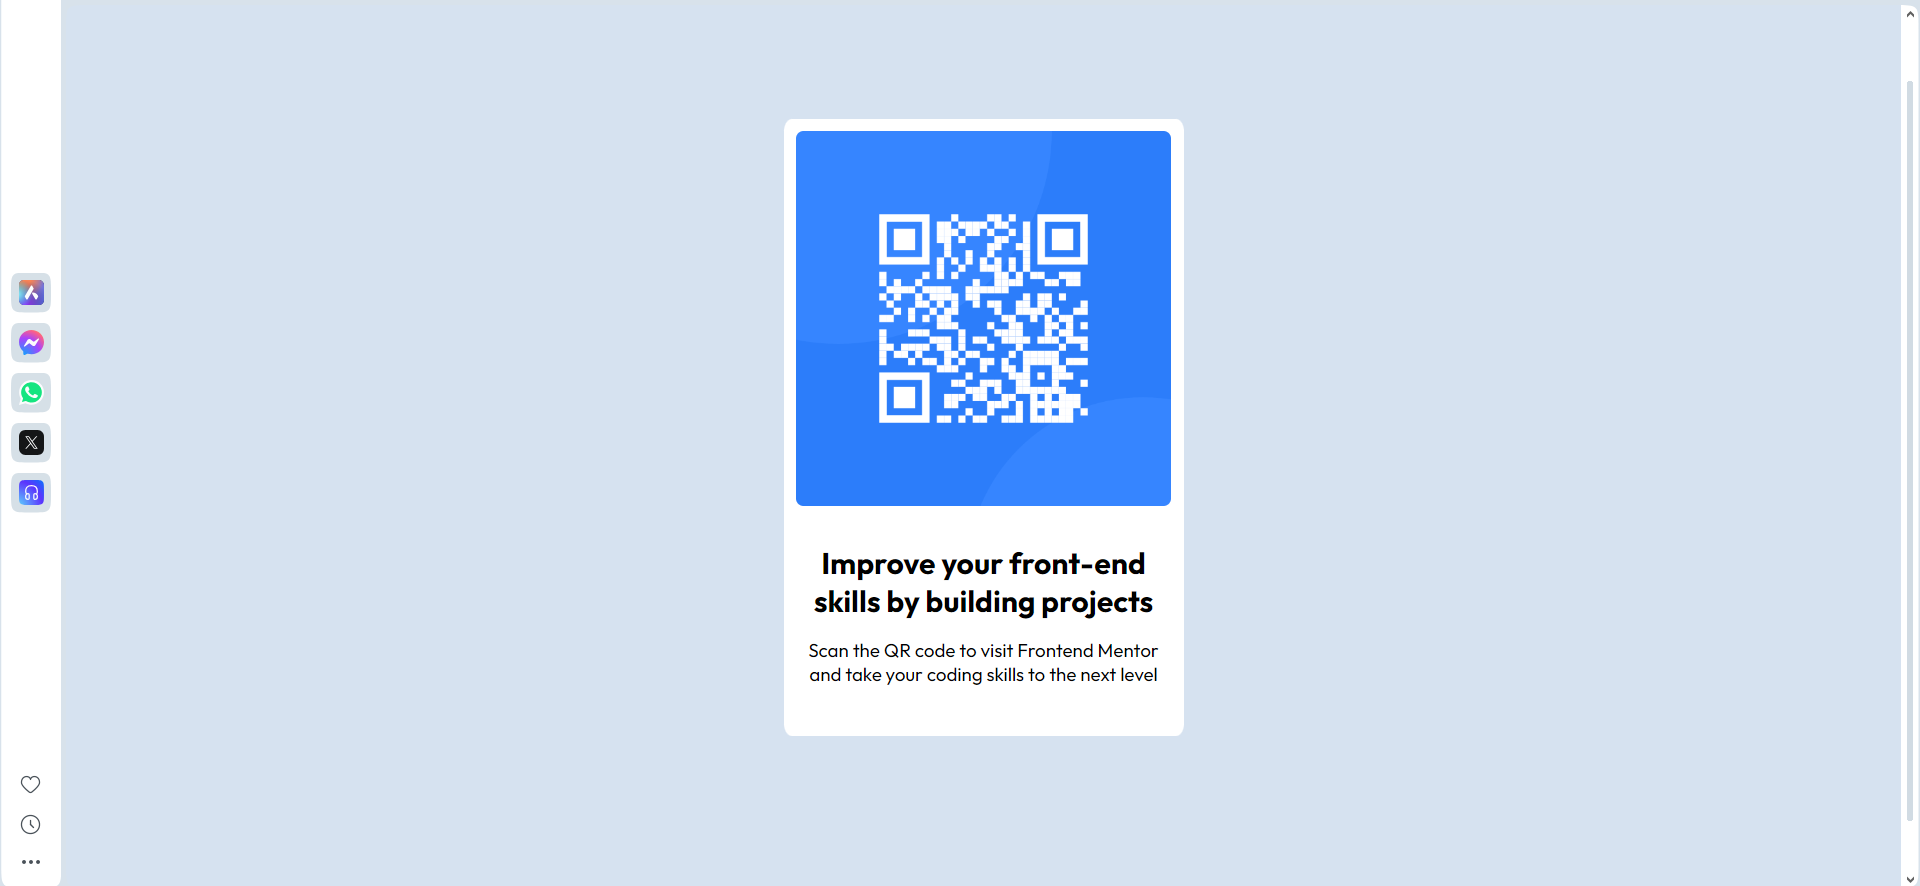 Improve your front-end
skills by building projects
Scan the QR code to visit Frontend Mentor
and take your coding skills to the next level